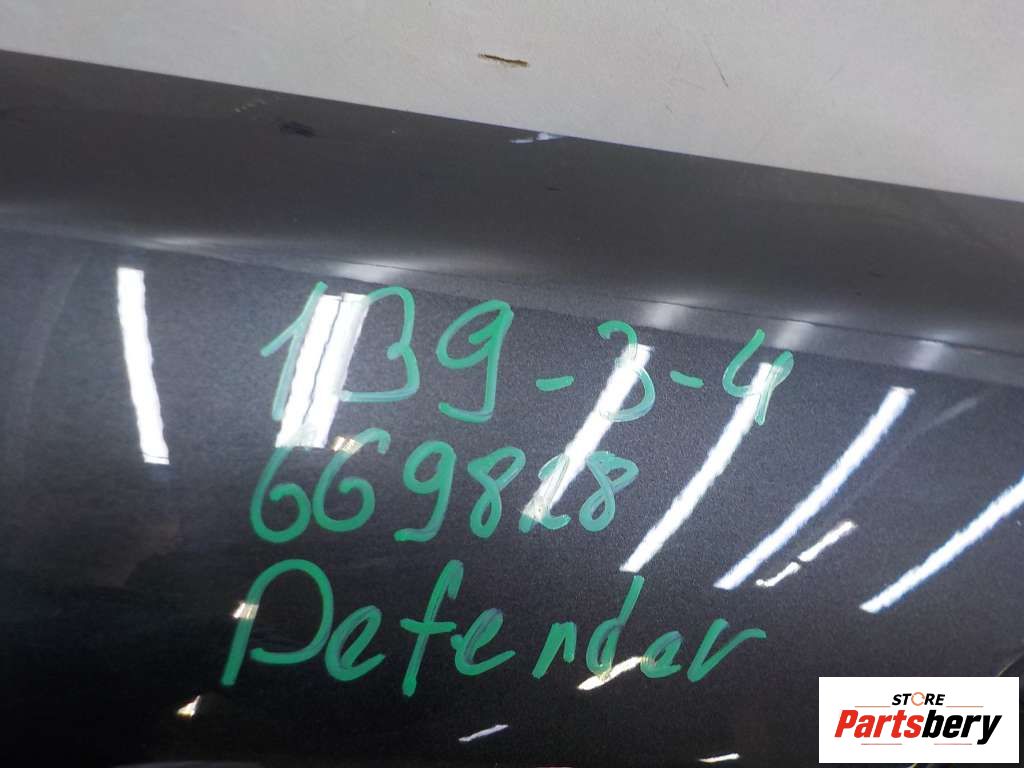 139-3-4
669828
Defender
STORE
Partsbery